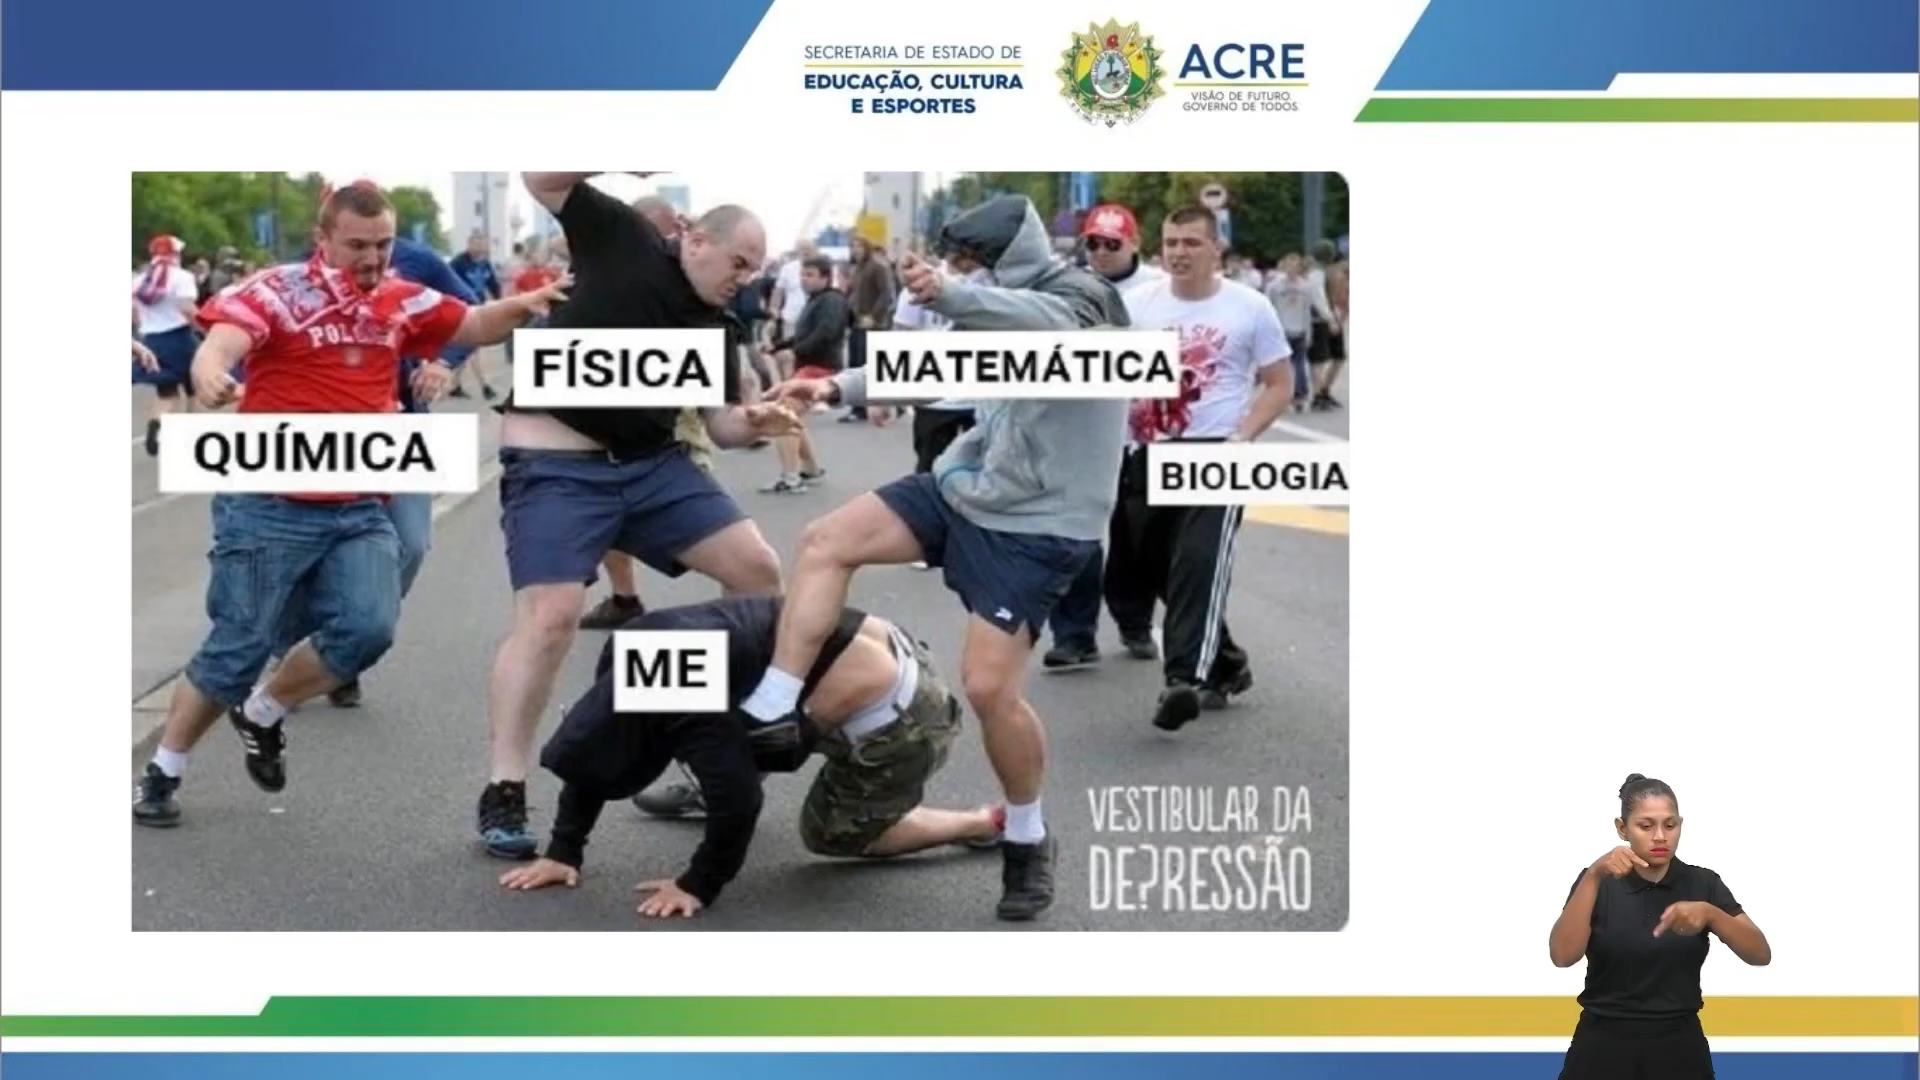 SECRETARIA DE ESTADO DE
EDUCAÇÃO, CULTURA
E ESPORTES
ACRE
VISÃO DE FUTURO.
GOVERNO DE TODOS.
FÍSICA
MATEMÁTICA
QUÍMICA
BIOLOGIA
ME
VESTIBULAR DA
DE?RESSÃO